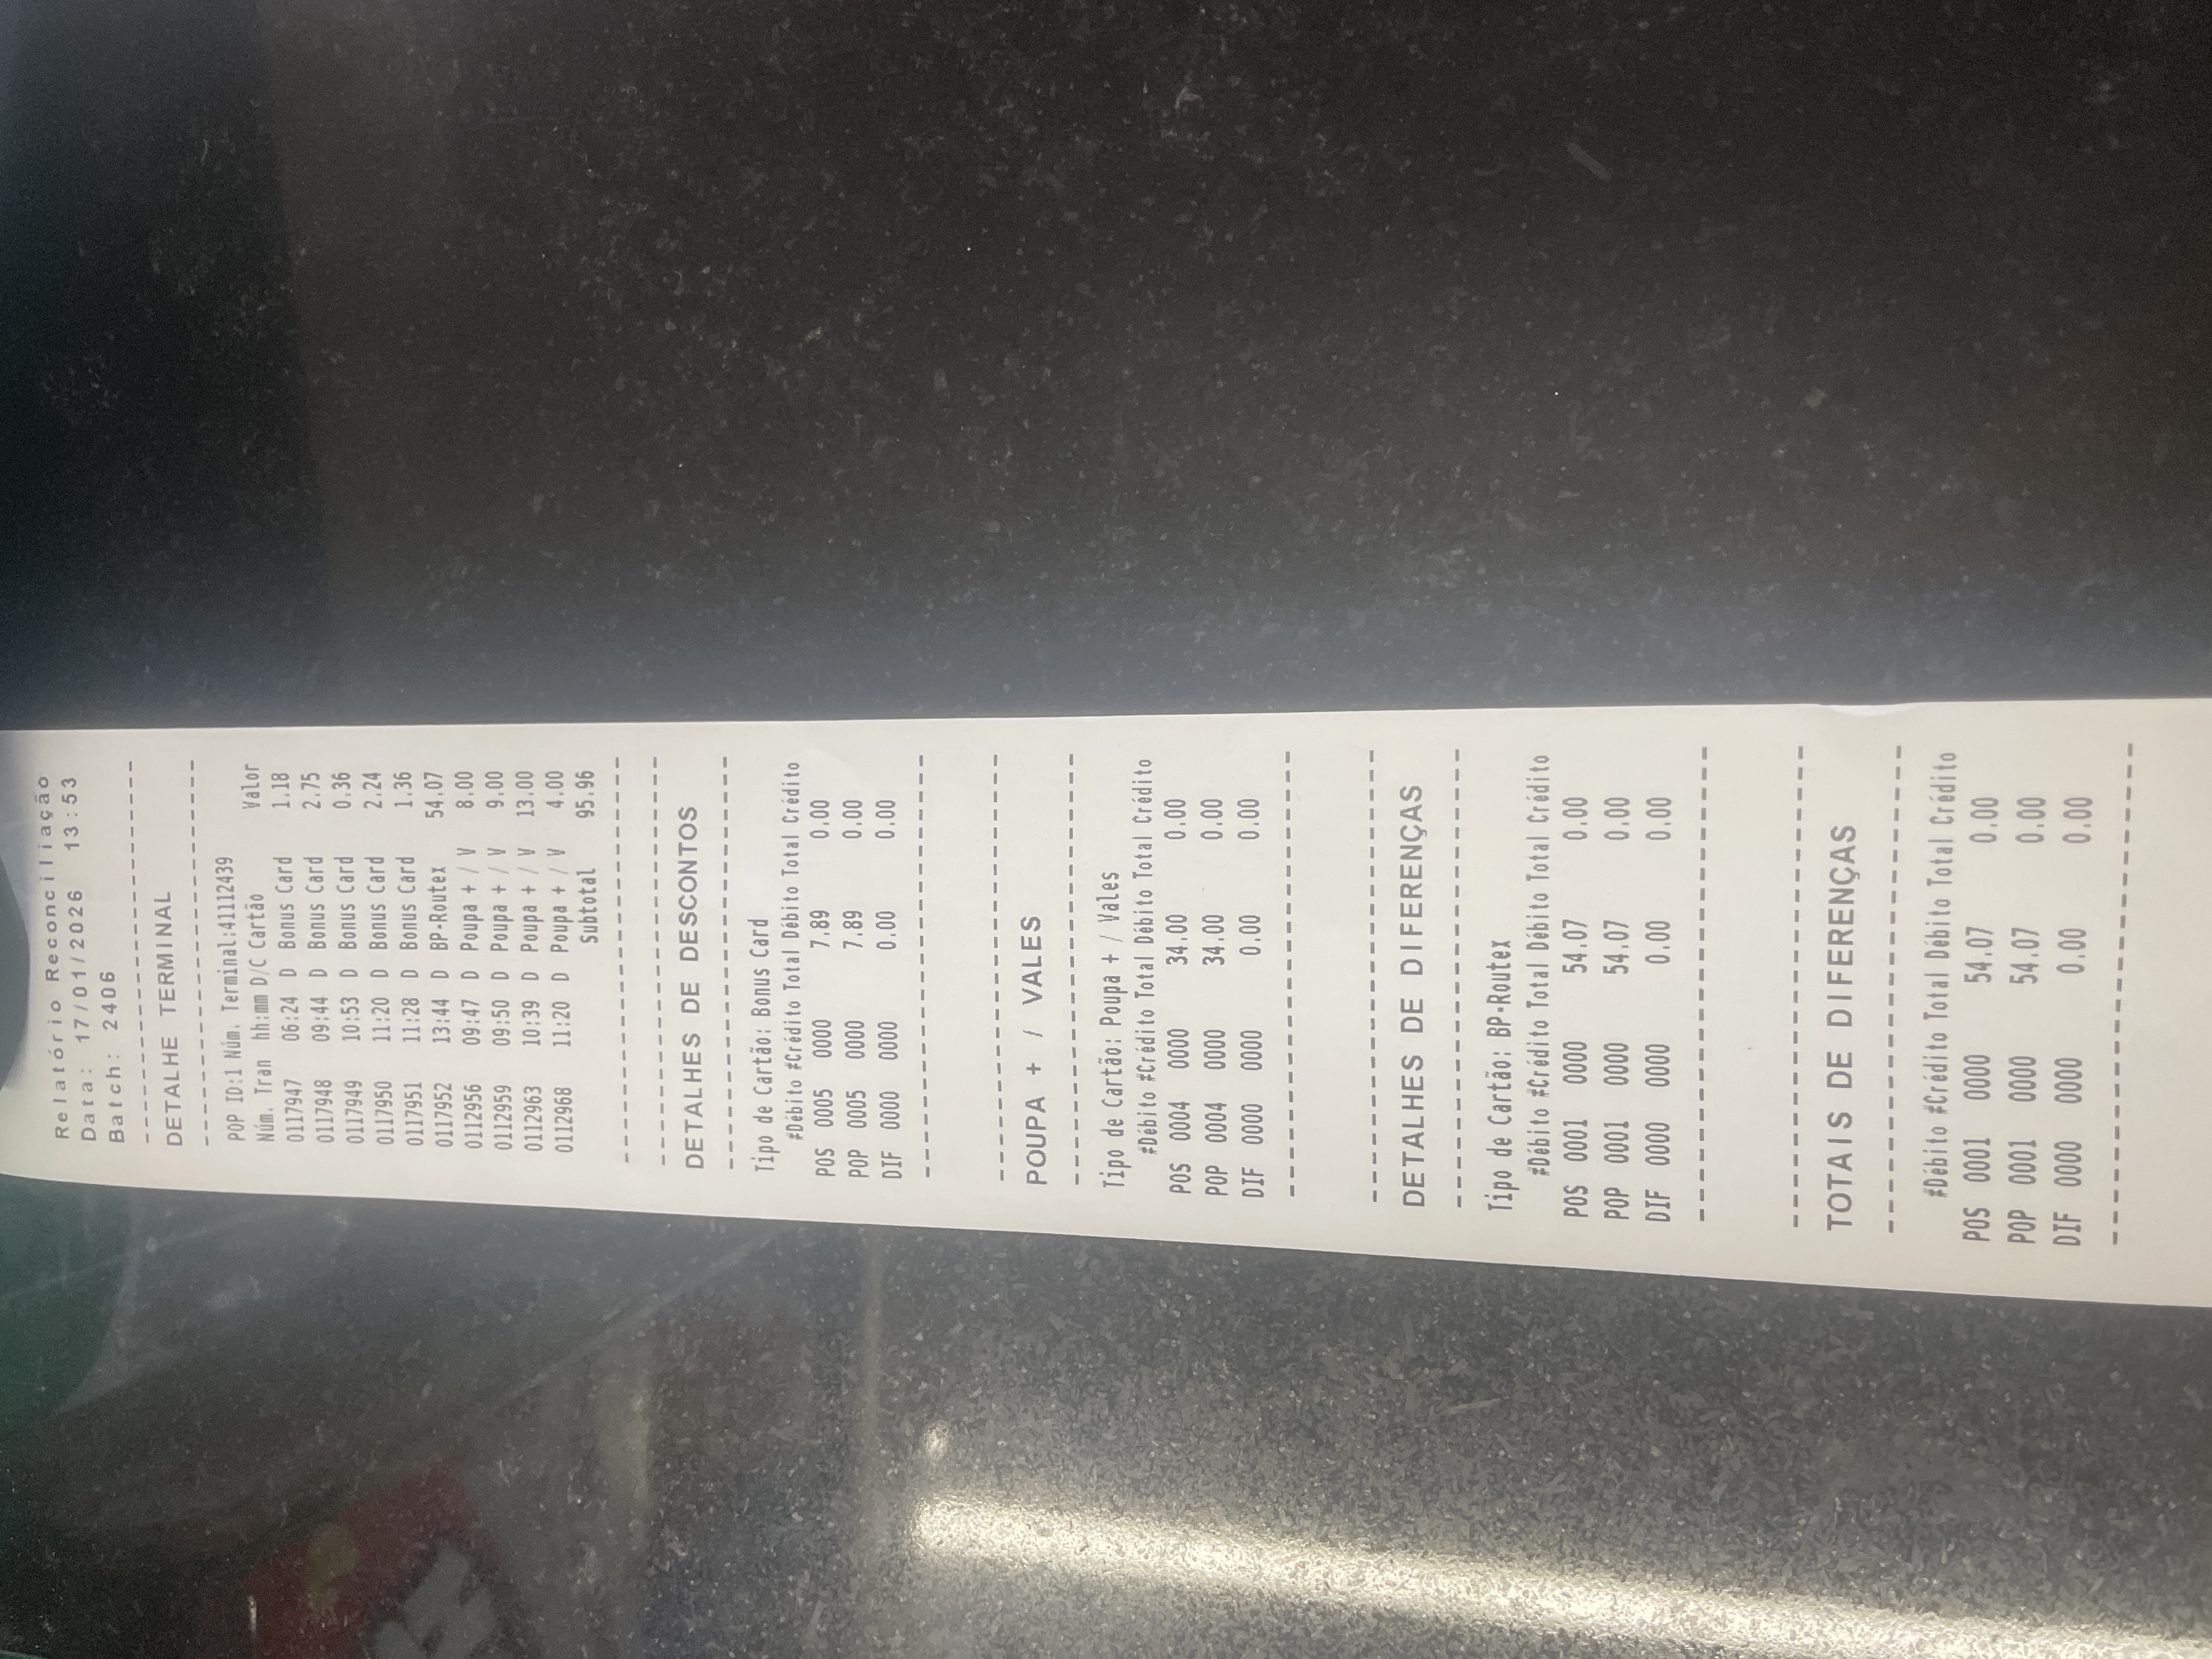 Relatório Reconciliação
Data: 17/01/2026 13:53
Batch: 2406
--------------------------------
DETALHE TERMINAL
--------------------------------
POP ID:1 Núm. Terminal:41112439
Núm. Tran hh:mm D/C Cartão Valor
0117947 06:24 D Bonus Card 1.18
0117948 09:44 D Bonus Card 2.75
0117949 10:53 D Bonus Card 0.36
0117950 11:20 D Bonus Card 2.24
0117951 11:28 D Bonus Card 1.36
0117952 13:44 D BP-Routex 54.07
0112956 09:47 D Poupa + / V 8.00
0112959 09:50 D Poupa + / V 9.00
0112963 10:39 D Poupa + / V 13.00
0112968 11:20 D Poupa + / V 4.00
Subtotal 95.96
--------------------------------
--------------------------------
DETALHES DE DESCONTOS
--------------------------------
Tipo de Cartão: Bonus Card
#Débito #Crédito Total Débito Total Crédito
POS 0005 0000 7.89 0.00
POP 0005 0000 7.89 0.00
DIF 0000 0000 0.00 0.00
--------------------------------
--------------------------------
POUPA + / VALES
--------------------------------
Tipo de Cartão: Poupa + / Vales
#Débito #Crédito Total Débito Total Crédito
POS 0004 0000 34.00 0.00
POP 0004 0000 34.00 0.00
DIF 0000 0000 0.00 0.00
--------------------------------
--------------------------------
DETALHES DE DIFERENÇAS
--------------------------------
Tipo de Cartão: BP-Routex
#Débito #Crédito Total Débito Total Crédito
POS 0001 0000 54.07 0.00
POP 0001 0000 54.07 0.00
DIF 0000 0000 0.00 0.00
--------------------------------
--------------------------------
TOTAIS DE DIFERENÇAS
--------------------------------
#Débito #Crédito Total Débito Total Crédito
POS 0001 0000 54.07 0.00
POP 0001 0000 54.07 0.00
DIF 0000 0000 0.00 0.00
--------------------------------